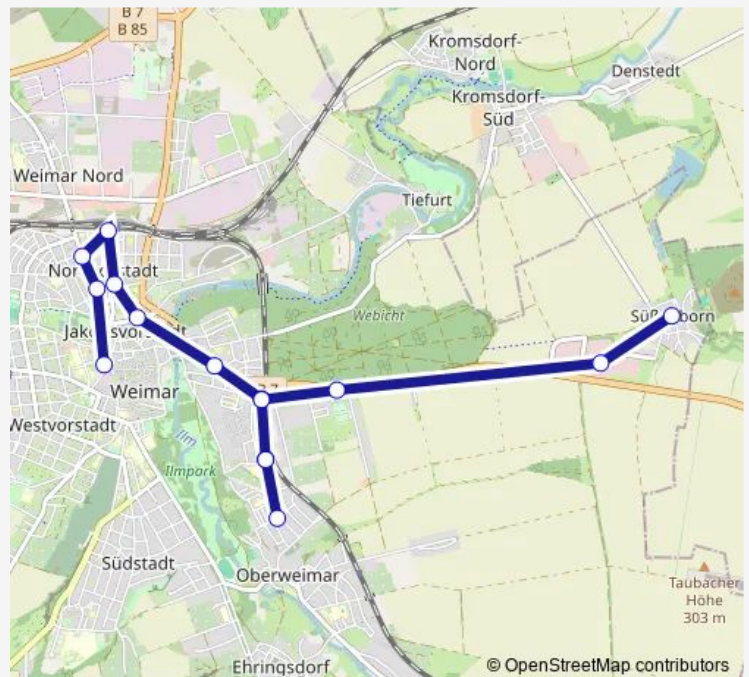 B 7
B 85
Kromsdorf-
Nord
Denstedt
Kromsdorf-
Süd
Weimar Nord
Tiefurt
Webicht
Weimar
Westvorstadt
Ilm
Ilmpark
Südstadt
Oberweimar
Taubacher
Höhe
303 m
Ehringsdorf
© OpenStreetMap contributors